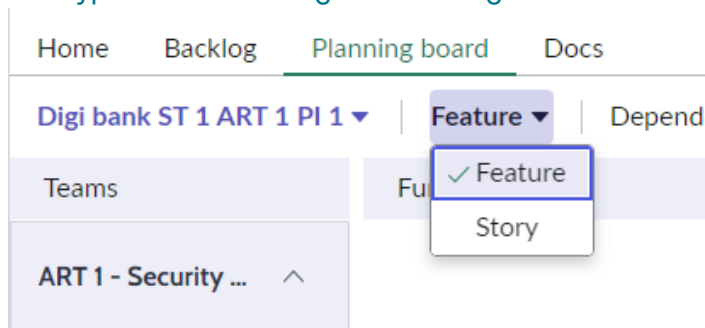 Home Backlog Planning board Docs
Digi bank ST 1 ART 1 PI 1 Feature Depend
Teams Fu
Feature
Story
ART 1 - Security ...